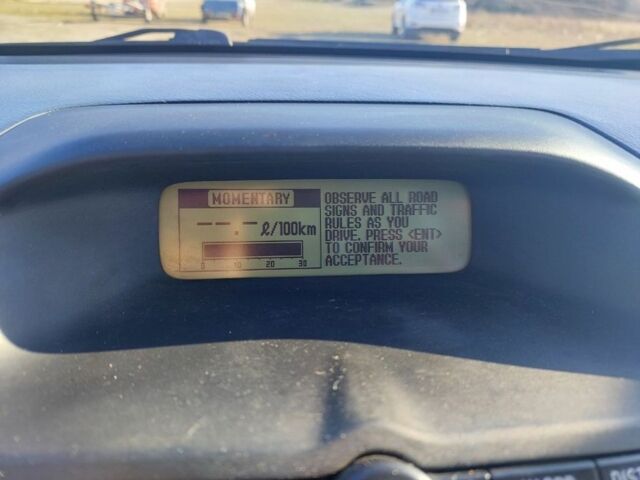 MOMENTARY
--.- ℓ/100km
0 10 20 30
OBSERVE ALL ROAD
SIGNS AND TRAFFIC
RULES AS YOU
DRIVE. PRESS <ENT>
TO CONFIRM YOUR
ACCEPTANCE.